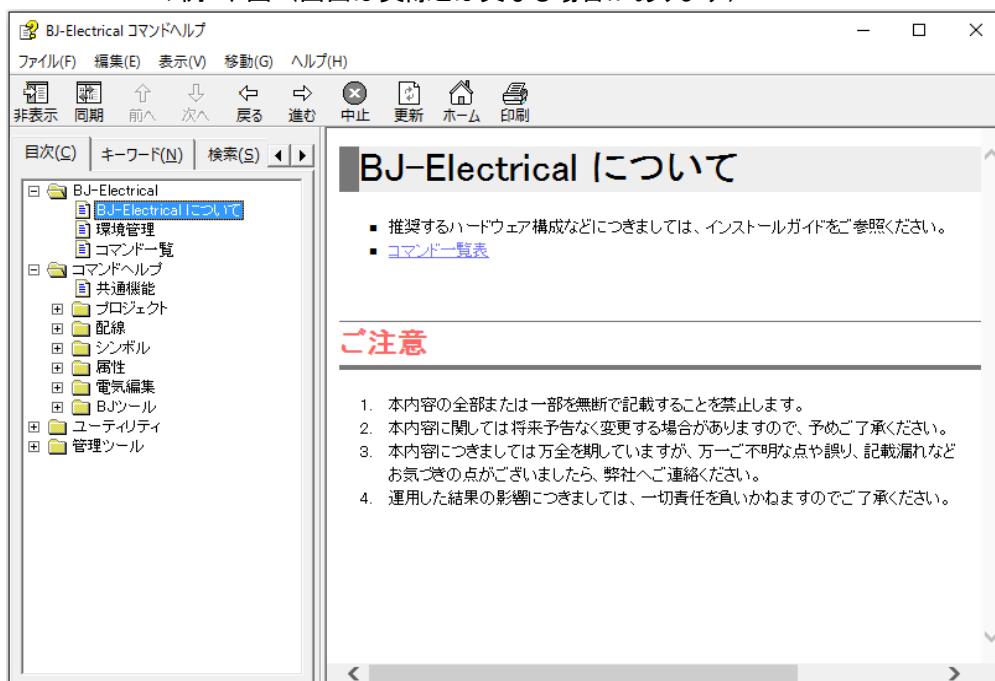 BJ-Electrical コマンドヘルプ
ファイル(F) 編集(E) 表示(V) 移動(G) ヘルプ(H)
非表示 同期 前へ 次へ 戻る 進む 中止 更新 ホーム 印刷
目次(C) キーワード(N) 検索(S)
BJ-Electrical
BJ-Electrical について
環境管理
コマンド一覧
コマンドヘルプ
共通機能
プロジェクト
配線
シンボル
属性
電気編集
BJツール
ユーティリティ
管理ツール
BJ-Electrical について
推奨するハードウェア構成などにつきましては、インストールガイドをご参照ください。
コマンド一覧表
ご注意
1. 本内容の全部または一部を無断で記載することを禁止します。
2. 本内容に関しては将来予告なく変更する場合がありますので、予めご了承ください。
3. 本内容につきましては万全を期していますが、万一ご不明な点や誤り、記載漏れなど
お気づきの点がございましたら、弊社へご連絡ください。
4. 運用した結果の影響につきましては、一切責任を負いかねますのでご了承ください。